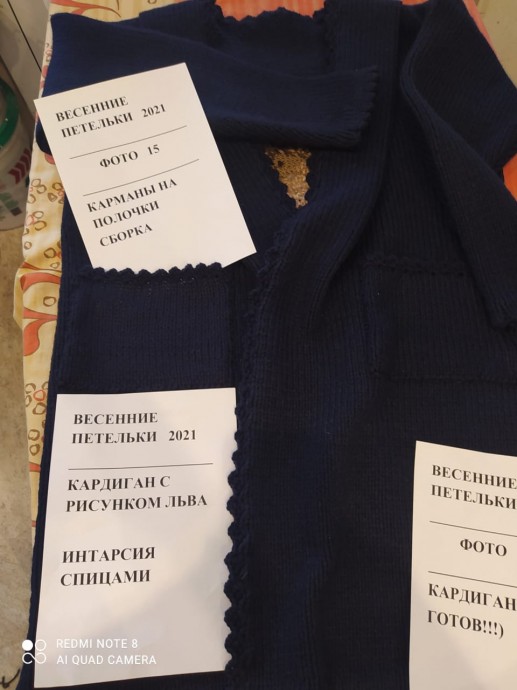 ВЕСЕННИЕ
ПЕТЕЛЬКИ 2021
ФОТО 15
КАРМАНЫ НА
ПОЛОЧКИ
СБОРКА
ВЕСЕННИЕ
ПЕТЕЛЬКИ 2021
КАРДИГАН С
РИСУНКОМ ЛЬВА
ИНТАРСИЯ
СПИЦАМИ
ВЕСЕННИЕ
ПЕТЕЛЬКИ
ФОТО
КАРДИГАН
ГОТОВ!!!)
REDMI NOTE 8
AI QUAD CAMERA